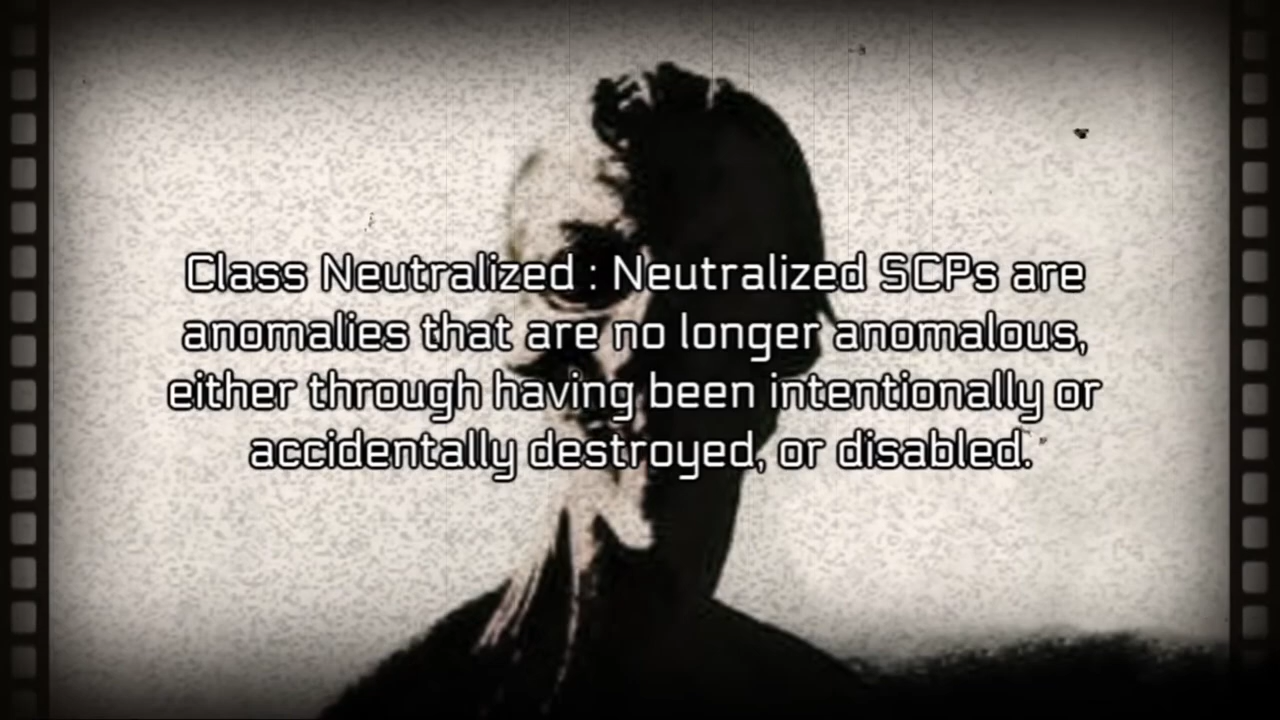 Class Neutralized : Neutralized SCPs are
anomalies that are no longer anomalous,
either through having been intentionally or
accidentally destroyed, or disabled.